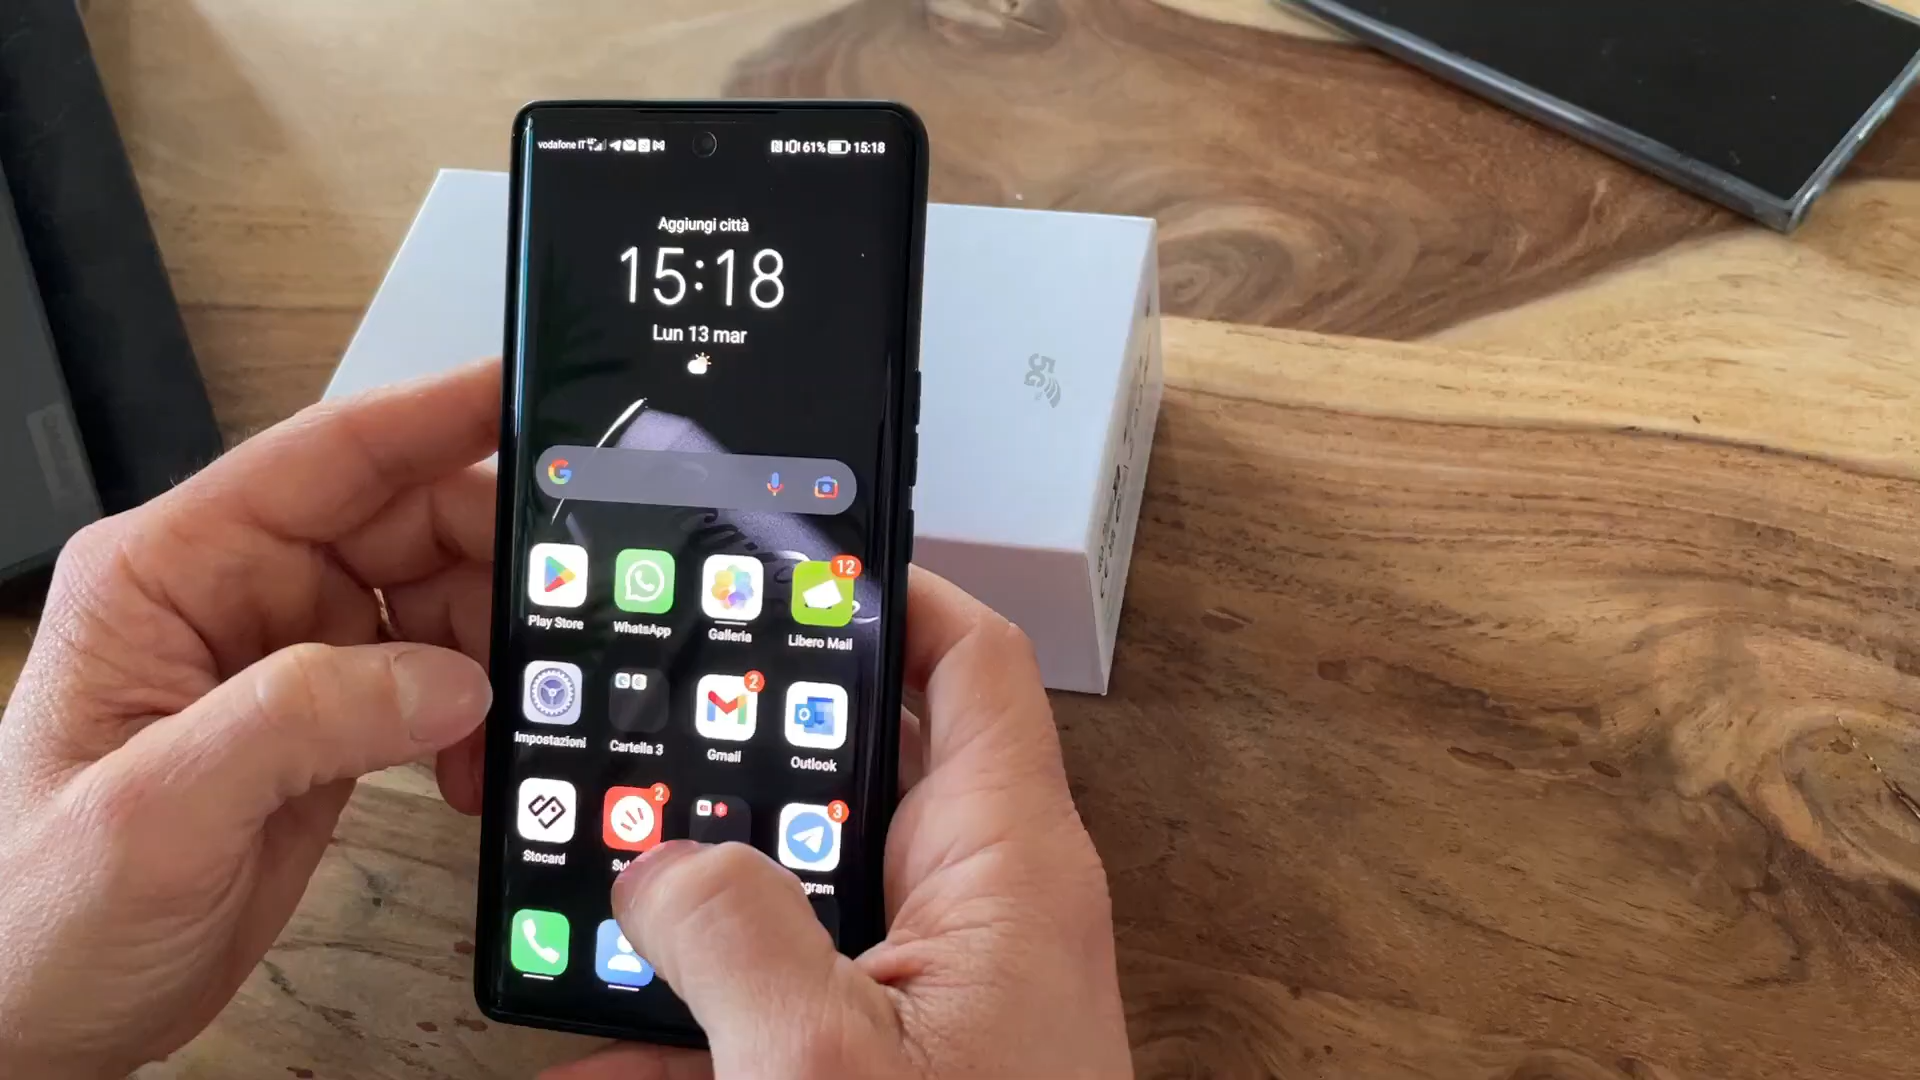 vodafone IT
61%
15:18
Aggiungi città
15:18
Lun 13 mar
5G
12
Play Store
WhatsApp
Galleria
Libero Mail
2
Impostazioni
Cartella 3
Gmail
Outlook
2
3
Stocard
gram